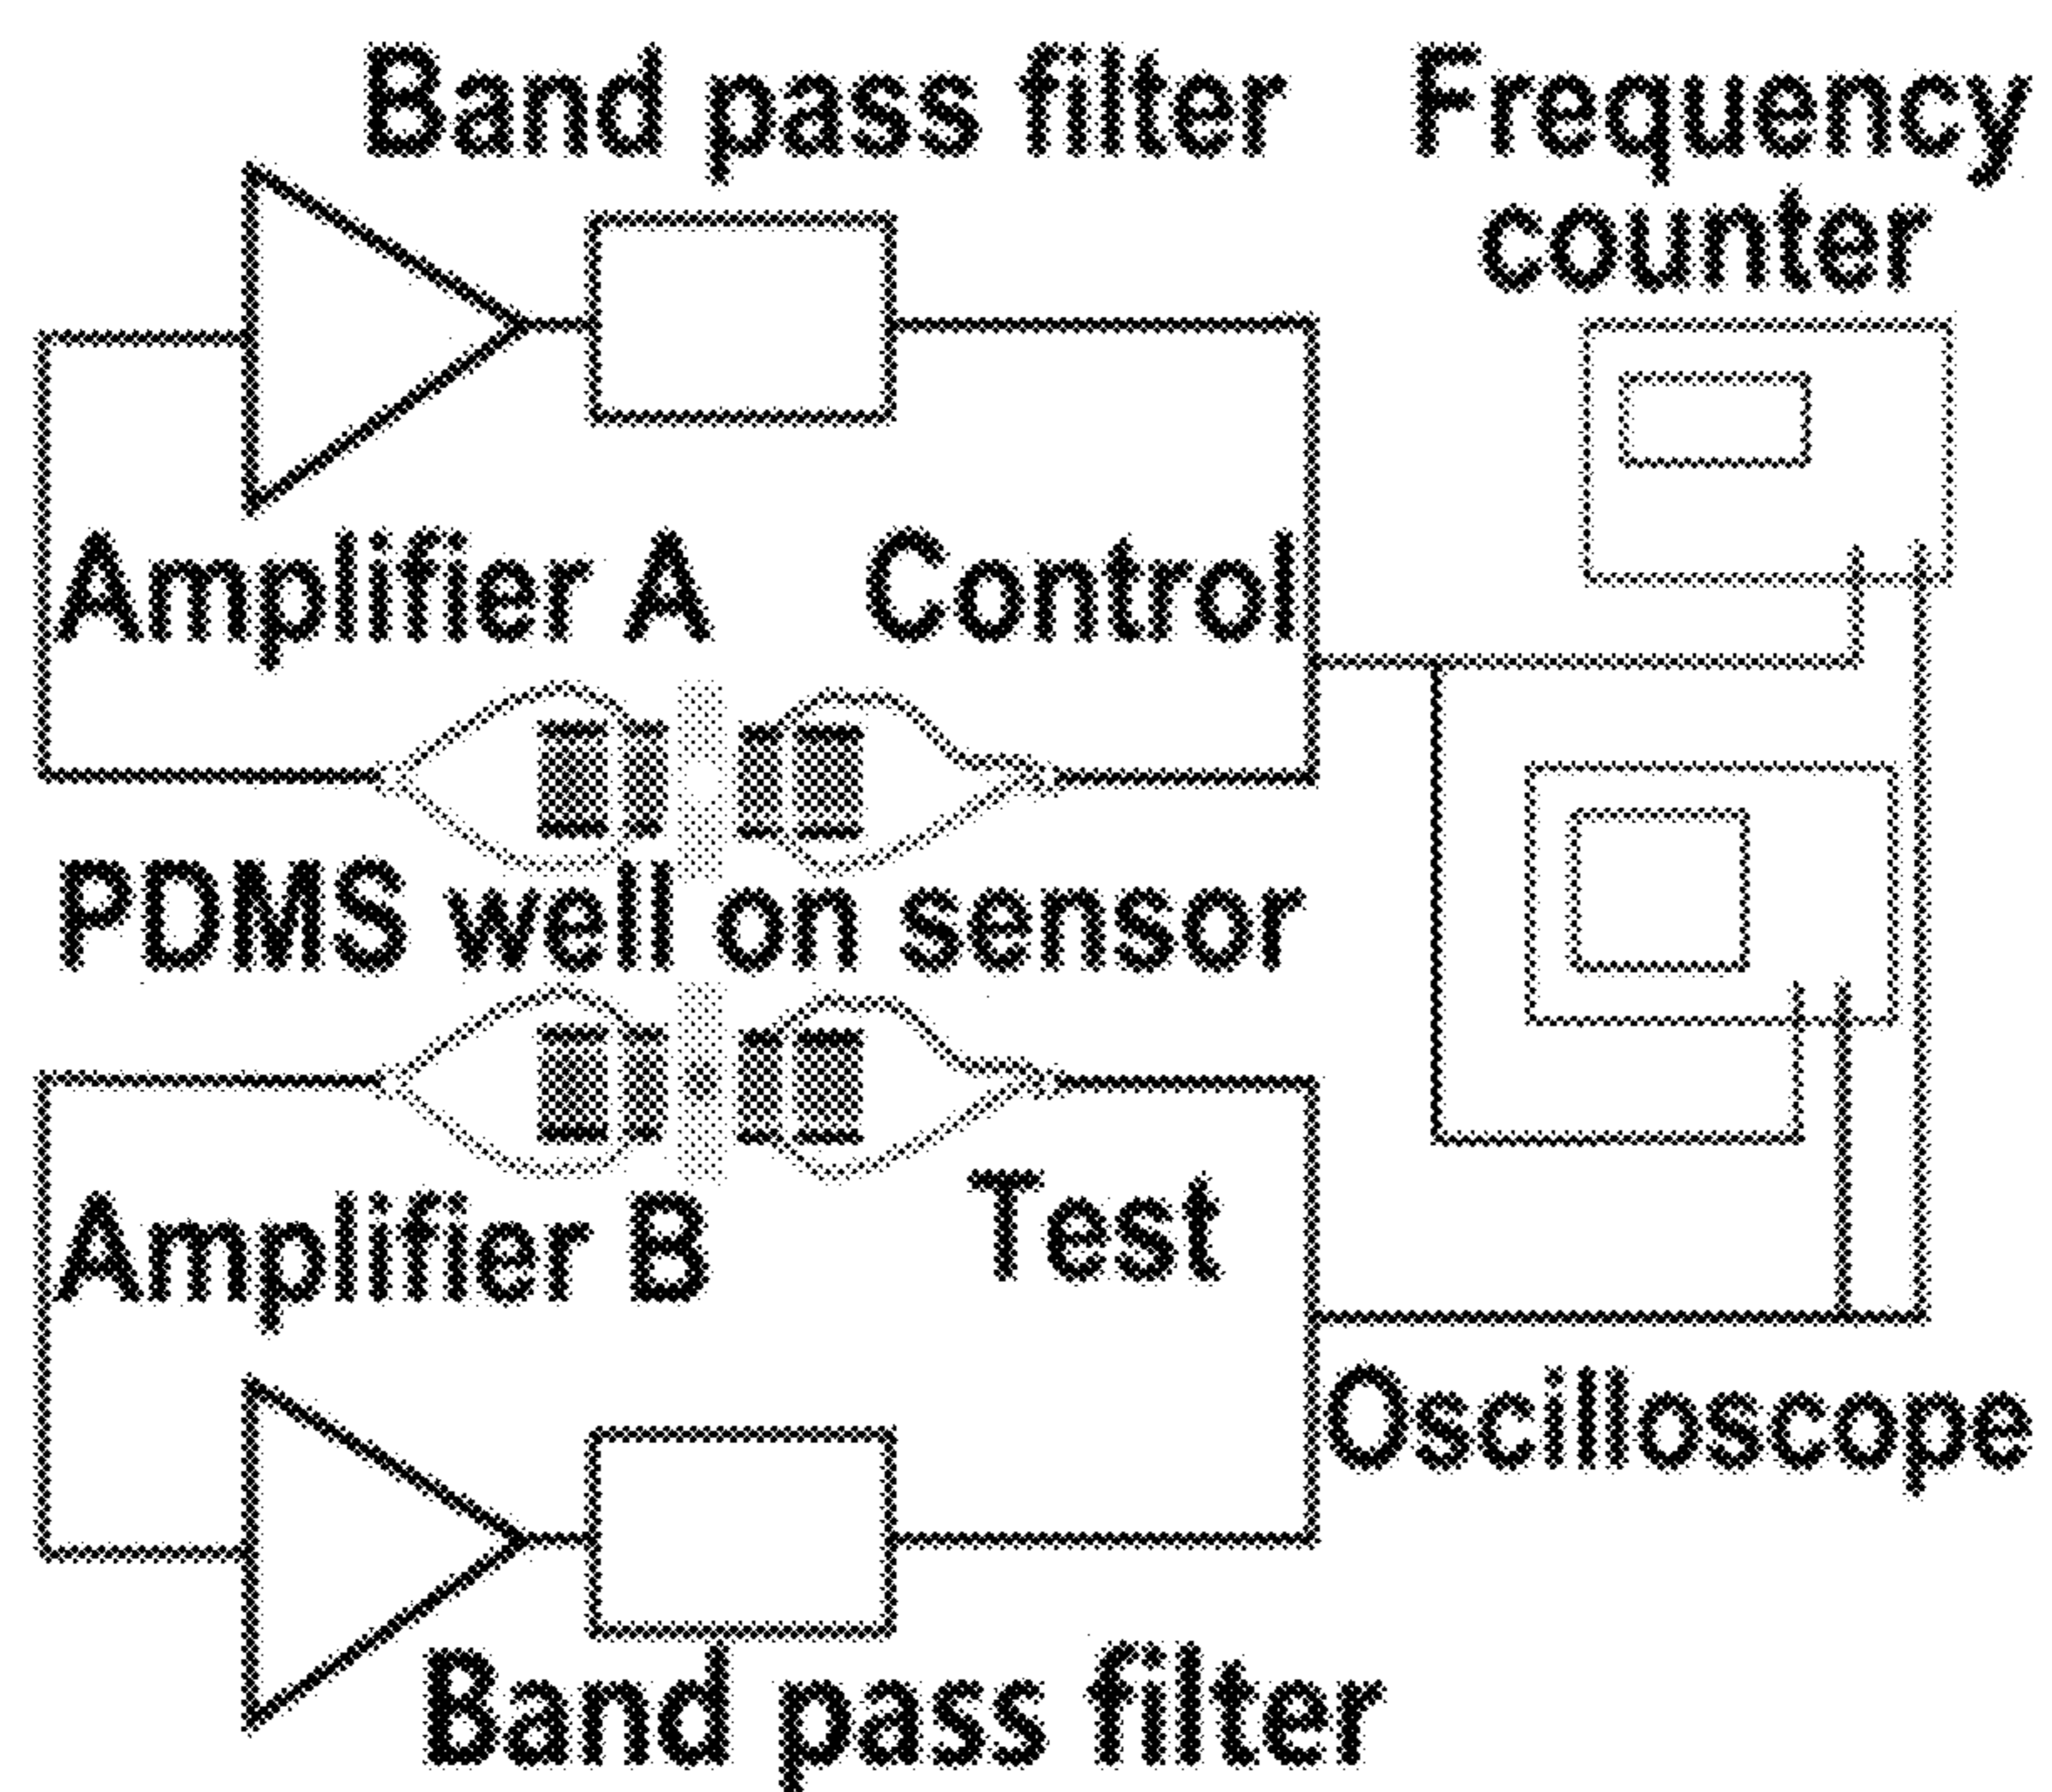 Band pass filter
Frequency
counter
Amplifier A
Control
PDMS well on sensor
Amplifier B
Test
Oscilloscope
Band pass filter